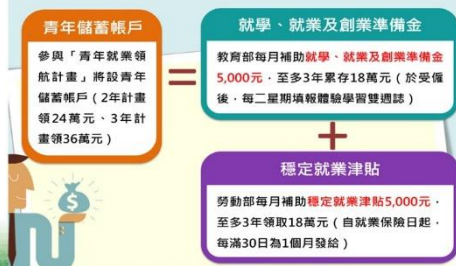 青年儲蓄帳戶
參與「青年就業領
航計畫」將設青年
儲蓄帳戶（2年計畫
領24萬元、3年計
畫領36萬元）
就學、就業及創業準備金
教育部每月補助就學、就業及創業準備金
5,000元，至多3年累存18萬元（於受僱
後，每二星期填報體驗學習雙週誌）
穩定就業津貼
勞動部每月補助穩定就業津貼5,000元，
至多3年領取18萬元（自就業保險日起，
每滿30日為1個月發給）